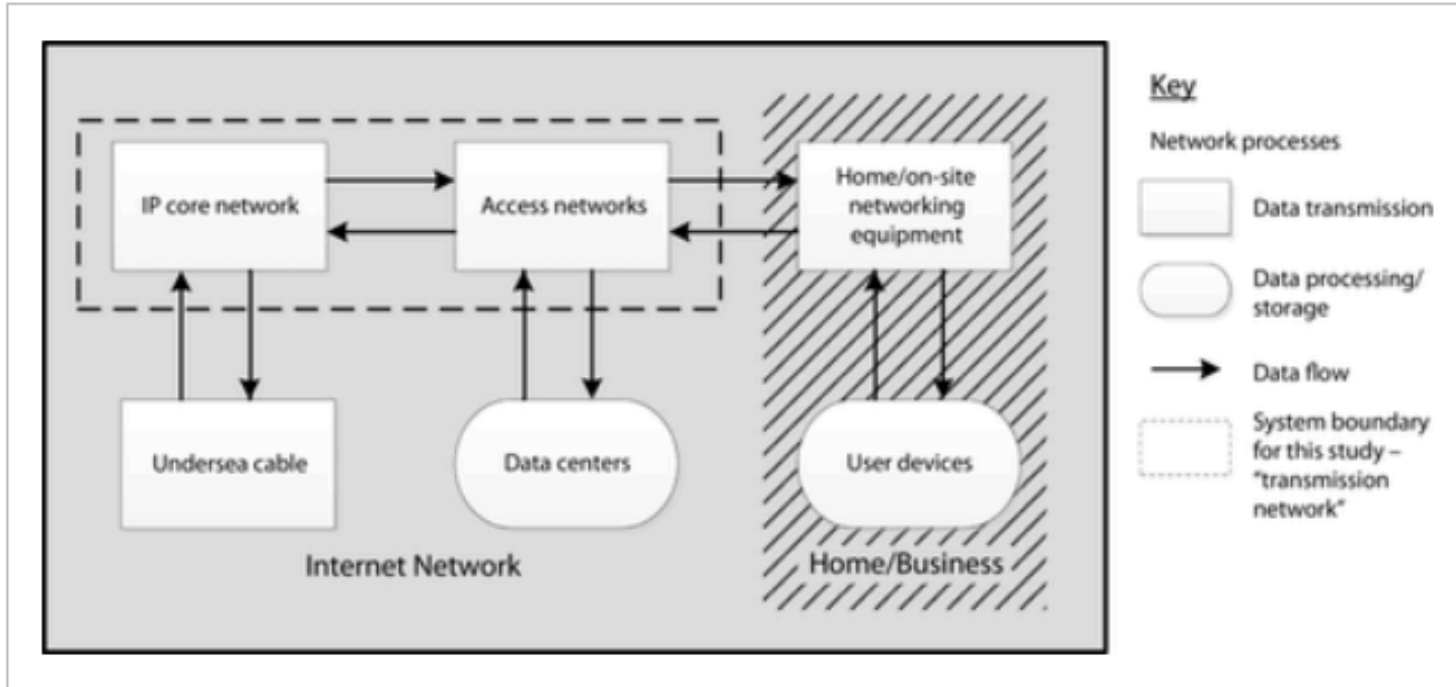 IP core network
Access networks
Home/on-site
networking
equipment
Undersea cable
Data centers
User devices
Internet Network
Home/Business
Key
Network processes
Data transmission
Data processing/
storage
Data flow
System boundary
for this study –
"transmission
network"